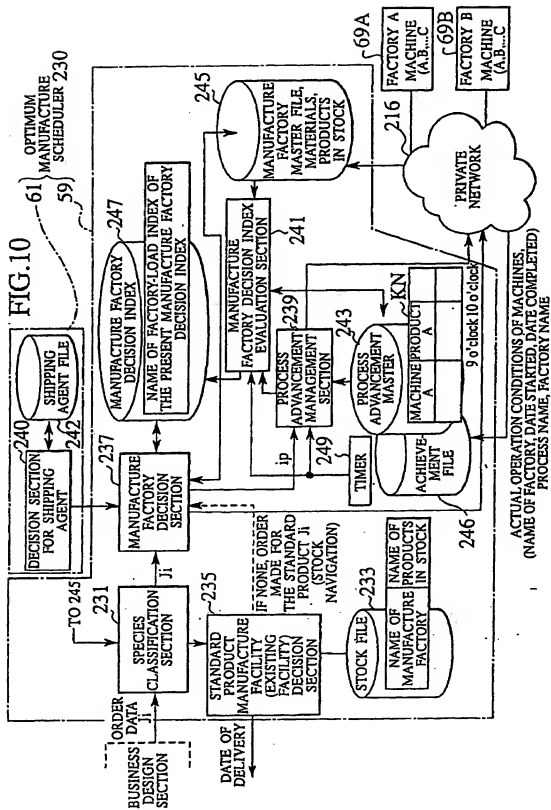 FIG.10
OPTIMUM
MANUFACTURE
SCHEDULER 230
61
59
240
DECISION SECTION
FOR SHIPPING
AGENT
SHIPPING
AGENT FILE
242
247
MANUFACTURE FACTORY
DECISION INDEX
NAME OF FACTORY-LOAD INDEX OF
THE PRESENT MANUFACTURE FACTORY
DECISION INDEX
245
MANUFACTURE
FACTORY
MASTER FILE,
MATERIALS,
PRODUCTS
IN STOCK
TO 245
231
SPECIES
CLASSIFICATION
SECTION
Ji
237
MANUFACTURE
FACTORY DECISION
SECTION
MANUFACTURE
FACTORY DECISION INDEX
EVALUATION SECTION
241
BUSINESS
DESIGN
SECTION
ORDER
DATA
Ji
235
STANDARD
PRODUCT
MANUFACTURE
FACILITY
(EXISTING
FACILITY) DECISION
SECTION
DATE OF
DELIVERY
IF NONE, ORDER
MADE FOR
THE STANDARD
PRODUCT Ji
(STOCK
NAVIGATION)
ip
239
PROCESS
ADVANCEMENT
MANAGEMENT
SECTION
249
TIMER
243
PROCESS
ADVANCEMENT
MASTER
KN
MACHINE
A
PRODUCT
A
9 o'clock 10 o'clock
ACHIEVE-
MENT FILE
246
233
STOCK FILE
NAME OF
MANUFACTURE
FACTORY
NAME OF
PRODUCTS
IN STOCK
216
PRIVATE
NETWORK
69A
FACTORY A
MACHINE
(A,B,...C
69B
FACTORY B
MACHINE
(A,B,...C
ACTUAL OPERATION CONDITIONS OF MACHINES,
(NAME OF FACTORY, DATE STARTED, DATE COMPLETED)
PROCESS NAME, FACTORY NAME